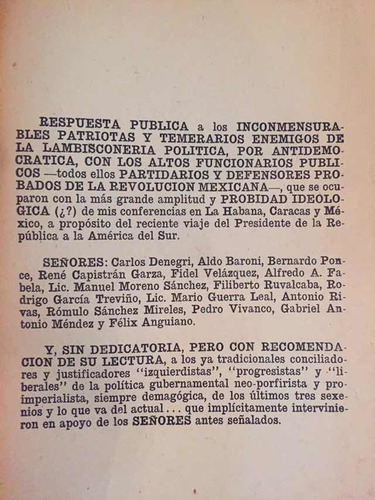 RESPUESTA PUBLICA a los INCONMENSURA-
BLES PATRIOTAS Y TEMERARIOS ENEMIGOS DE
LA LAMBISCONERIA POLITICA, POR ANTIDEMO-
CRATICA, CON LOS ALTOS FUNCIONARIOS PUBLI-
COS —todos ellos PARTIDARIOS Y DEFENSORES PRO-
BADOS DE LA REVOLUCION MEXICANA—, que se ocu-
paron con la más grande amplitud y PROBIDAD IDEOLO-
GICA (¿?) de mis conferencias en La Habana, Caracas y Mé-
xico, a propósito del reciente viaje del Presidente de la Re-
pública a la América del Sur.
SEÑORES: Carlos Denegri, Aldo Baroni, Bernardo Pon-
ce, René Capistrán Garza, Fidel Velázquez, Alfredo A. Fa-
bela, Lic. Manuel Moreno Sánchez, Filiberto Ruvalcaba, Ro-
drigo García Treviño, Lic. Mario Guerra Leal, Antonio Ri-
vas, Rómulo Sánchez Mireles, Pedro Vivanco, Gabriel An-
tonio Méndez y Félix Anguiano.
Y, SIN DEDICATORIA, PERO CON RECOMENDA-
CION DE SU LECTURA, a los ya tradicionales conciliado-
res y justificadores "izquierdistas", "progresistas" y "li-
berales" de la política gubernamental neo-porfirista y pro-
imperialista, siempre demagógica, de los últimos tres sexe-
nios y lo que va del actual... que implícitamente intervinie-
ron en apoyo de los SEÑORES antes señalados.